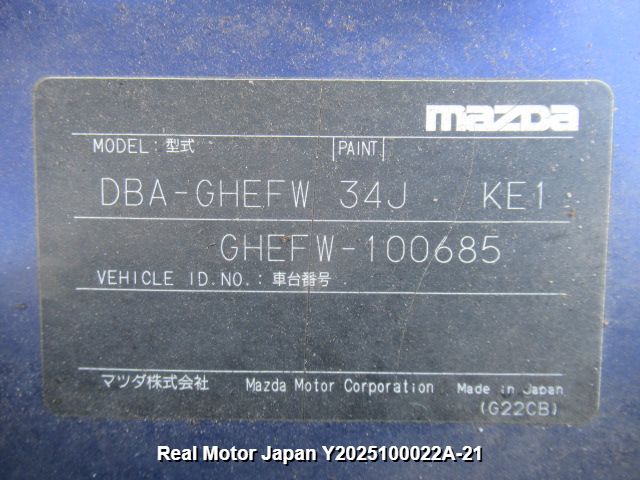 mazda
MODEL: 型式 PAINT
DBA-GHEFW 34J KE1
GHEFW-100685
VEHICLE ID.NO.: 車台番号
マツダ株式会社 Mazda Motor Corporation Made in Japan
(G22CB)
Real Motor Japan Y2025100022A-21